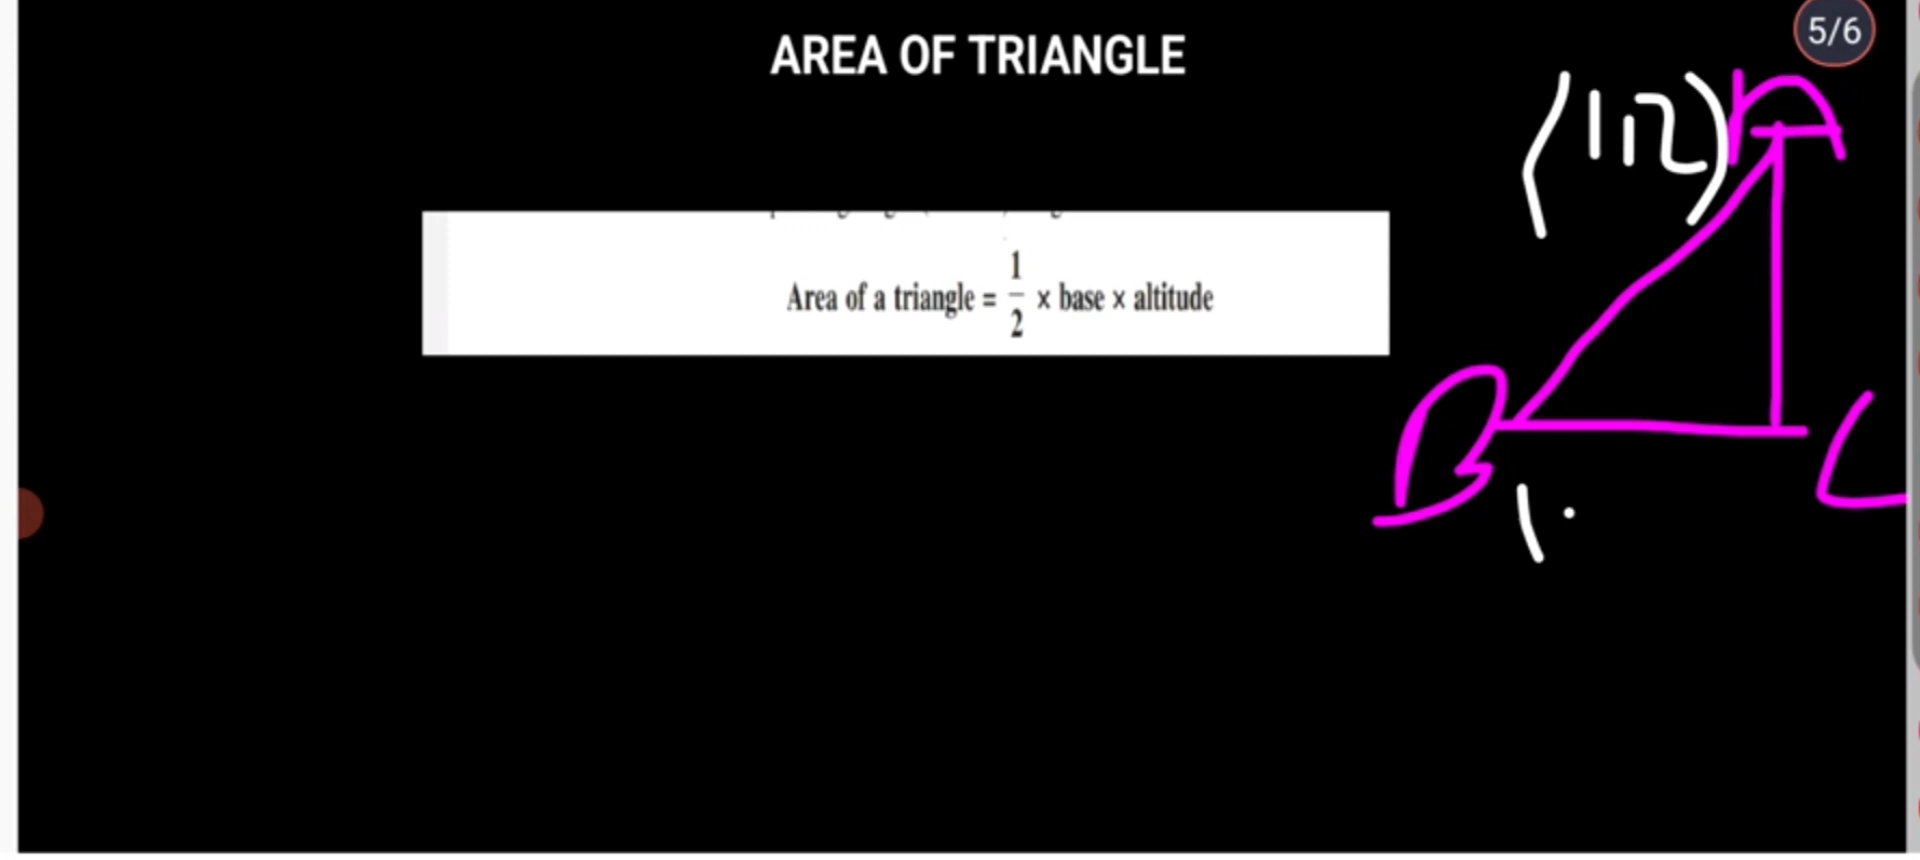 AREA OF TRIANGLE
5/6
(1,2)
A
Area of a triangle = 1/2 × base × altitude
B
C
(.